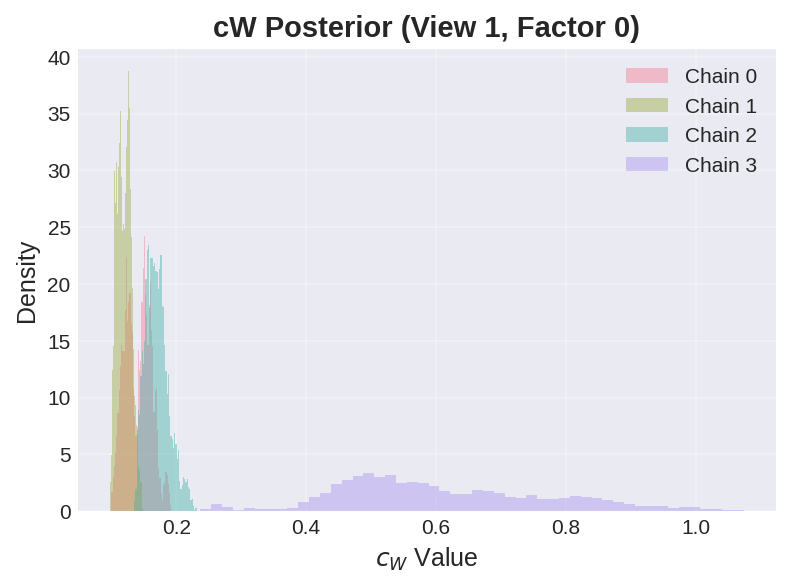 cW Posterior (View 1, Factor 0)
40
35
30
25
20
15
10
5
0
Density
Chain 0
Chain 1
Chain 2
Chain 3
0.2 0.4 0.6 0.8 1.0
c_W Value